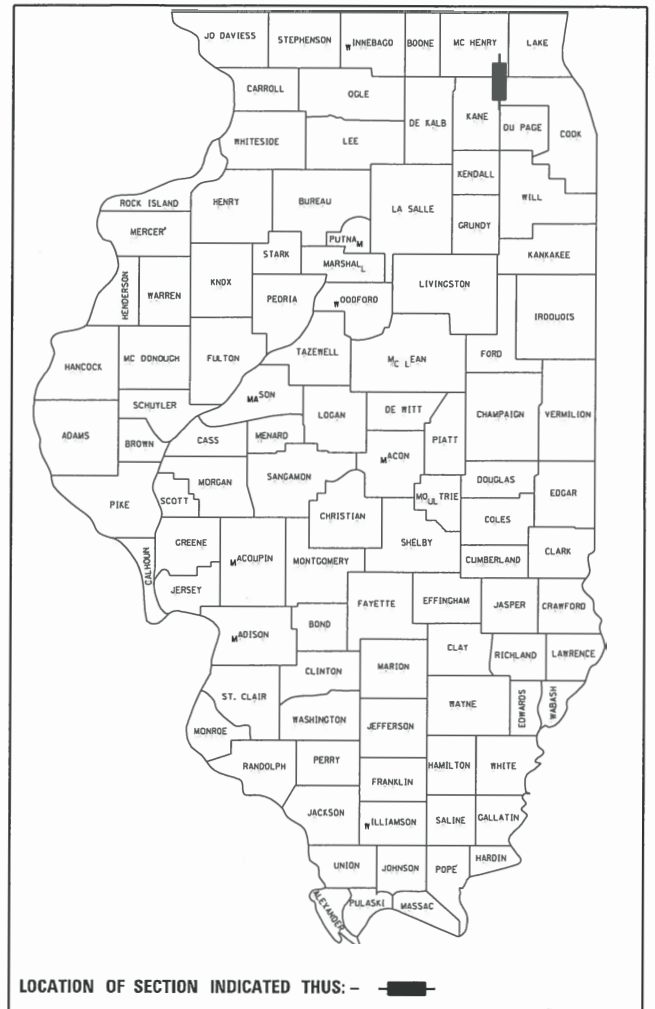 JO DAVIESS STEPHENSON WINNEBAGO BOONE MC HENRY LAKE
CARROLL OGLE DE KALB KANE DU PAGE COOK
WHITESIDE LEE
KENDALL WILL
ROCK ISLAND HENRY BUREAU LA SALLE GRUNDY
MERCER PUTNAM
STARK MARSHALL KANKAKEE
HENDERSON WARREN KNOX PEORIA WOODFORD LIVINGSTON IROQUOIS
HANCOCK MC DONOUGH FULTON TAZEWELL MC LEAN FORD
SCHUYLER MASON LOGAN DE WITT CHAMPAIGN VERMILION
ADAMS BROWN CASS MENARD PIATT
MACON
PIKE SCOTT MORGAN SANGAMON MOULTRIE DOUGLAS EDGAR
CHRISTIAN COLES
CALHOUN GREENE MACOUPIN MONTGOMERY SHELBY CUMBERLAND CLARK
JERSEY FAYETTE EFFINGHAM JASPER CRAWFORD
MADISON BOND CLAY RICHLAND LAWRENCE
CLINTON MARION
ST. CLAIR WAYNE EDWARDS WABASH
MONROE WASHINGTON JEFFERSON
RANDOLPH PERRY HAMILTON WHITE
FRANKLIN
JACKSON WILLIAMSON SALINE GALLATIN
UNION JOHNSON POPE HARDIN
ALEXANDER PULASKI MASSAC
LOCATION OF SECTION INDICATED THUS: –